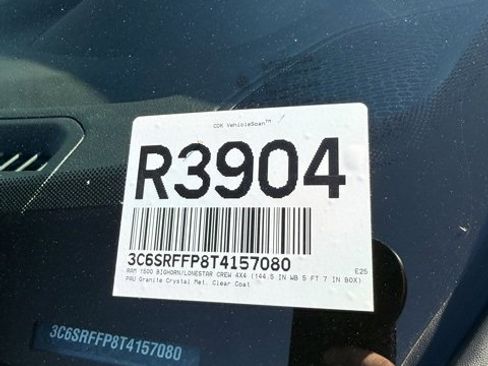 CDK VehicleScan™
R3904
3C6SRFFP8T4157080
RAM 1500 BIGHORN/LONESTAR CREW 4X4 (144.5 IN WB 5 FT 7 IN BOX) E25
PAU Granite Crystal Met. Clear Coat
3C6SRFFP8T4157080